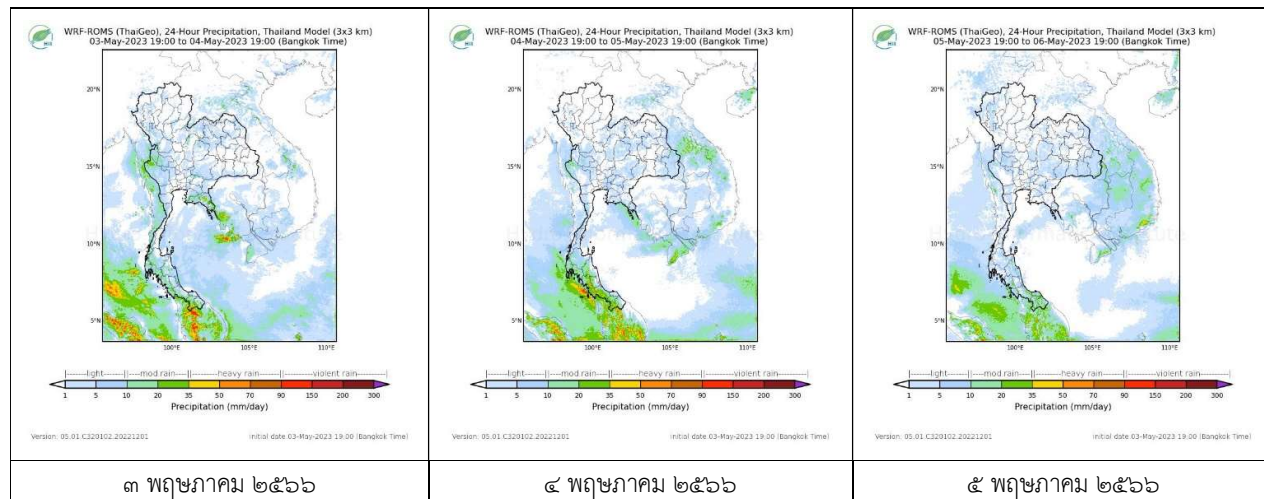 WRF-ROMS (ThaiGeo), 24-Hour Precipitation, Thailand Model (3x3 km)
03-May-2023 19:00 to 04-May-2023 19:00 (Bangkok Time)
20°N
15°N
10°N
5°N
100°E 105°E 110°E
|--------light--------||----mod rain----||--------heavy rain--------||--------violent rain------|
1 5 10 20 35 50 70 90 150 200 300
Precipitation (mm/day)
Version: 05.01.C320102.20221201 initial date 03-May-2023 19:00 (Bangkok Time)
๓ พฤษภาคม ๒๕๖๖
WRF-ROMS (ThaiGeo), 24-Hour Precipitation, Thailand Model (3x3 km)
04-May-2023 19:00 to 05-May-2023 19:00 (Bangkok Time)
20°N
15°N
10°N
5°N
100°E 105°E 110°E
|--------light--------||----mod rain----||--------heavy rain--------||--------violent rain------|
1 5 10 20 35 50 70 90 150 200 300
Precipitation (mm/day)
Version: 05.01.C320102.20221201 initial date 03-May-2023 19:00 (Bangkok Time)
๔ พฤษภาคม ๒๕๖๖
WRF-ROMS (ThaiGeo), 24-Hour Precipitation, Thailand Model (3x3 km)
05-May-2023 19:00 to 06-May-2023 19:00 (Bangkok Time)
20°N
15°N
10°N
5°N
100°E 105°E 110°E
|--------light--------||----mod rain----||--------heavy rain--------||--------violent rain------|
1 5 10 20 35 50 70 90 150 200 300
Precipitation (mm/day)
Version: 05.01.C320102.20221201 initial date 03-May-2023 19:00 (Bangkok Time)
๕ พฤษภาคม ๒๕๖๖